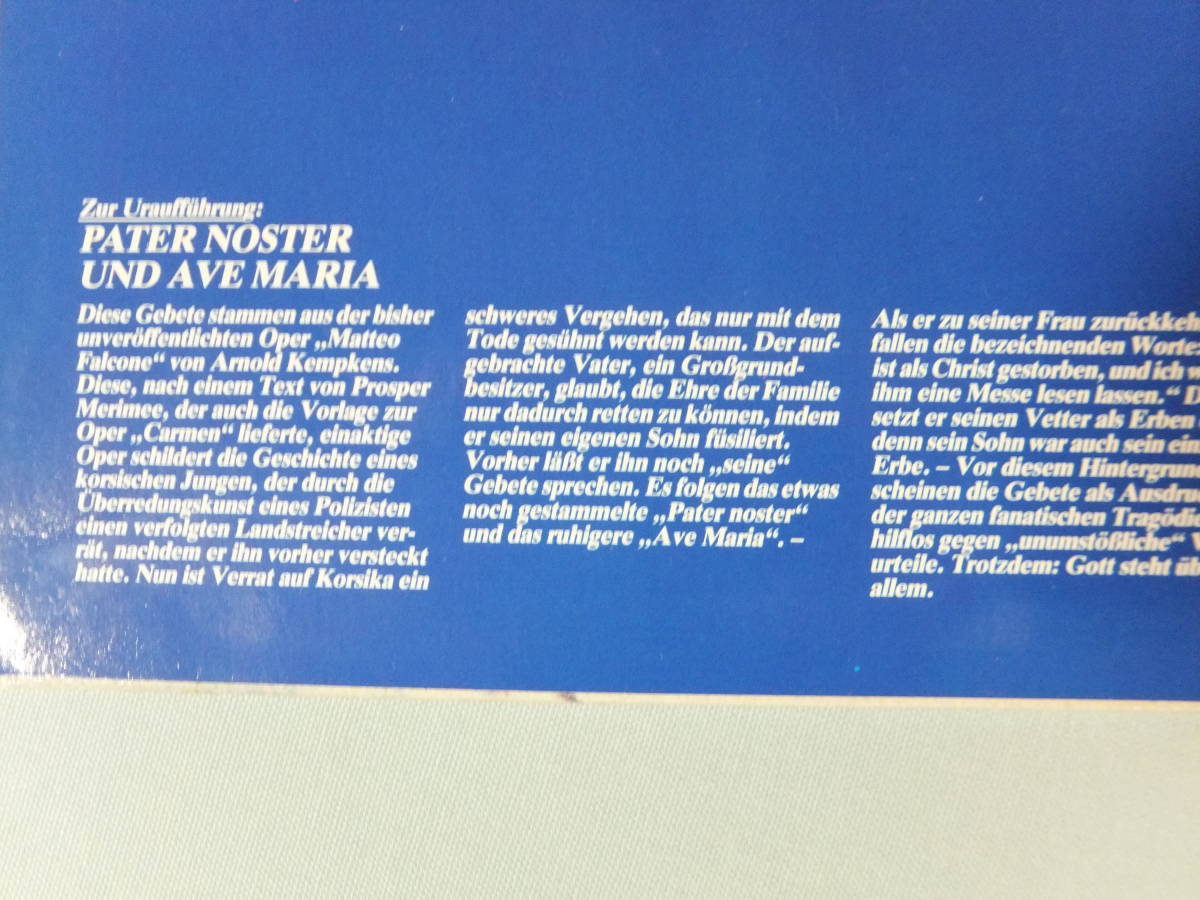 Zur Uraufführung:
PATER NOSTER
UND AVE MARIA
Diese Gebete stammen aus der bisher
unveröffentlichten Oper „Matteo
Falcone“ von Arnold Kempkens.
Diese, nach einem Text von Prosper
Merimee, der auch die Vorlage zur
Oper „Carmen“ lieferte, einaktige
Oper schildert die Geschichte eines
korsischen Jungen, der durch die
Überredungskunst eines Polizisten
einen verfolgten Landstreicher ver-
rät, nachdem er ihn vorher versteckt
hatte. Nun ist Verrat auf Korsika ein
schweres Vergehen, das nur mit dem
Tode gesühnt werden kann. Der auf-
gebrachte Vater, ein Großgrund-
besitzer, glaubt, die Ehre der Familie
nur dadurch retten zu können, indem
er seinen eigenen Sohn füsiliert.
Vorher läßt er ihn noch „seine“
Gebete sprechen. Es folgen das etwas
noch gestammelte „Pater noster“
und das ruhigere „Ave Maria“. –
Als er zu seiner Frau
fallen die bezeichnenden Worte:
ist als Christ gestorben, und ich
ihm eine Messe lesen lassen.“
setzt er seinen Vetter als Erben
denn sein Sohn war auch sein
Erbe. – Vor diesem
scheinen die Gebete als
der ganzen fanatischen
hilflos gegen „unumstößliche“
urteile. Trotzdem: Gott steht
allem.